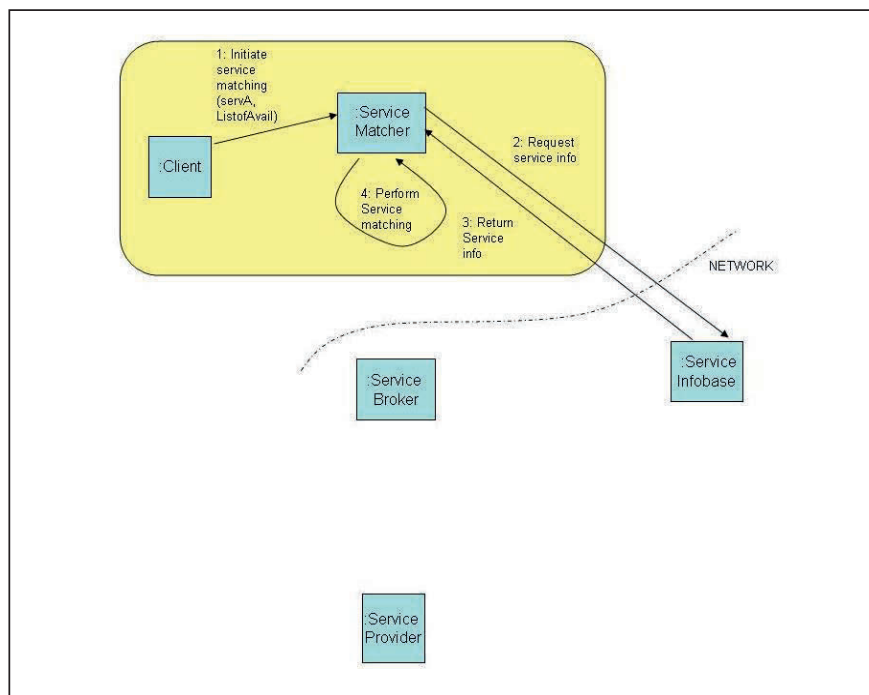 1: Initiate
service
matching
(servA,
ListofAvail)
:Service
Matcher
:Client
2: Request
service info
4: Perform
Service
matching
3: Return
Service
info
NETWORK
:Service
Infobase
:Service
Broker
:Service
Provider